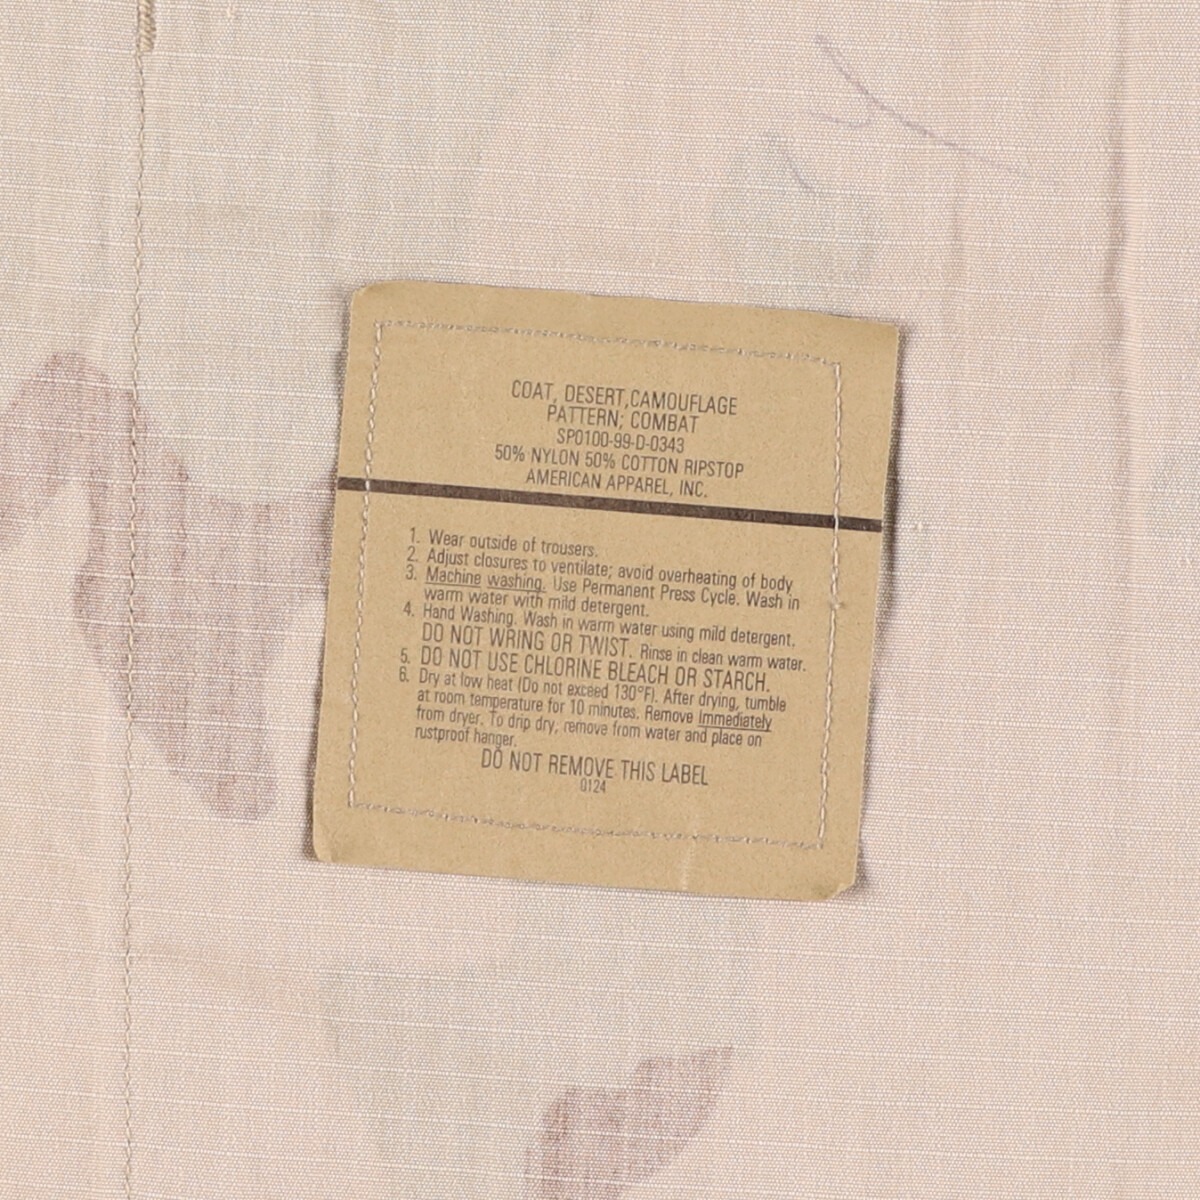 COAT, DESERT,CAMOUFLAGE
PATTERN; COMBAT
SP0100-99-D-0343
50% NYLON 50% COTTON RIPSTOP
AMERICAN APPAREL, INC.
1. Wear outside of trousers.
2. Adjust closures to ventilate; avoid overheating of body
3. Machine washing. Use Permanent Press Cycle. Wash in
warm water with mild detergent.
4. Hand Washing. Wash in warm water using mild detergent.
DO NOT WRING OR TWIST. Rinse in clean warm water.
5. DO NOT USE CHLORINE BLEACH OR STARCH.
6. Dry at low heat (Do not exceed 130°F). After drying, tumble
at room temperature for 10 minutes. Remove immediately
from dryer. To drip dry, remove from water and place on
rustproof hanger.
DO NOT REMOVE THIS LABEL
0124